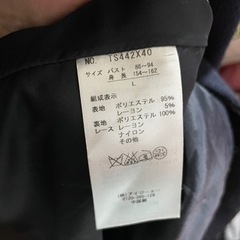 NO. TS442X40
サイズ バスト 86～94
身長 154～162
L
組成表示
表地 ポリエステル 95%
レーヨン 5%
裏地 ポリエステル 100%
レース レーヨン
ナイロン
その他
中国製